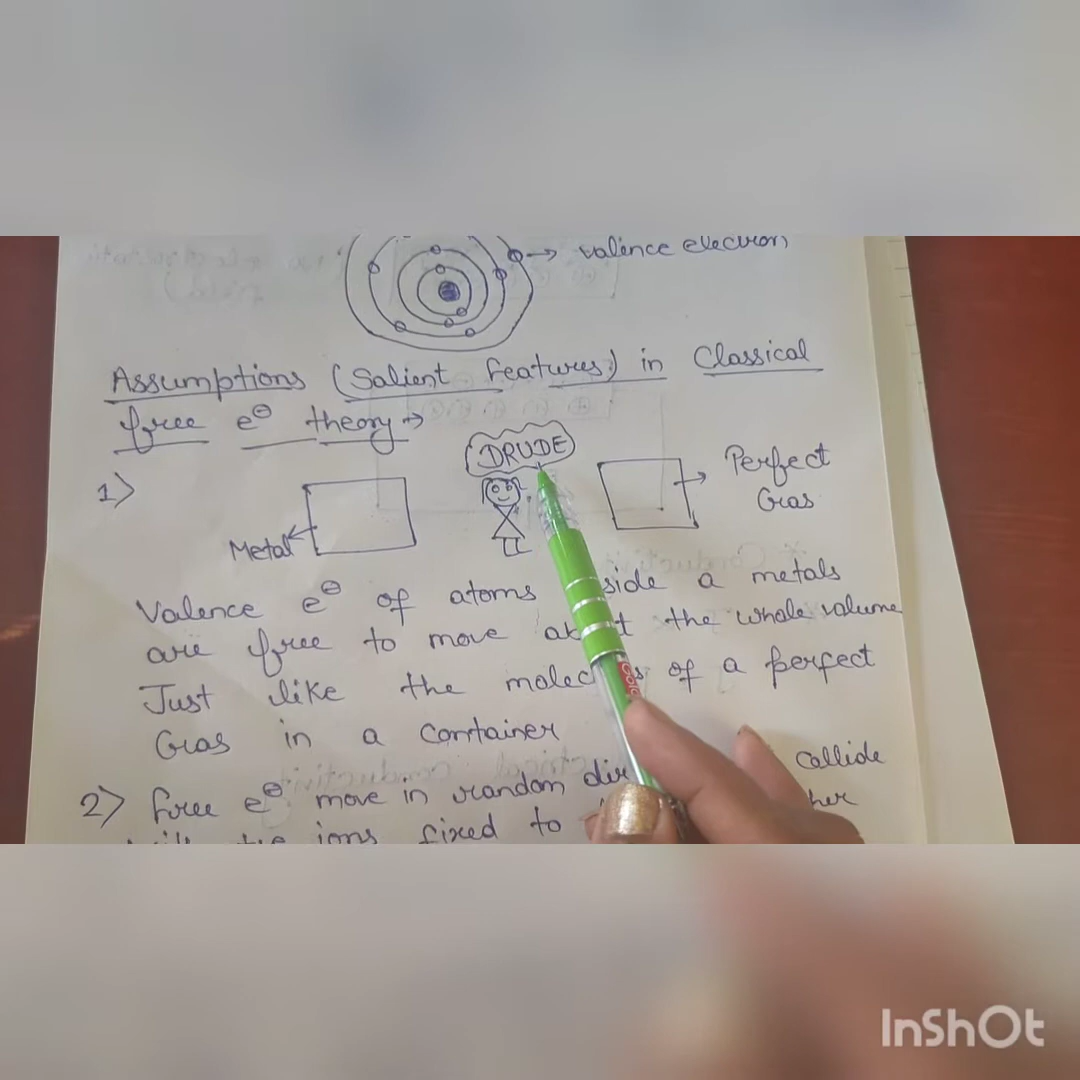 valence electron
Assumptions (Salient features) in Classical
free e⊖ theory →
1)
DRUDE
Perfect
Gas
Metal
Valence e⊖ of atoms side a metals
are free to move the whole volume
Just like the of a perfect
Gas in a container
2) free e⊖ move in random collide
ions fixed to
InShOt